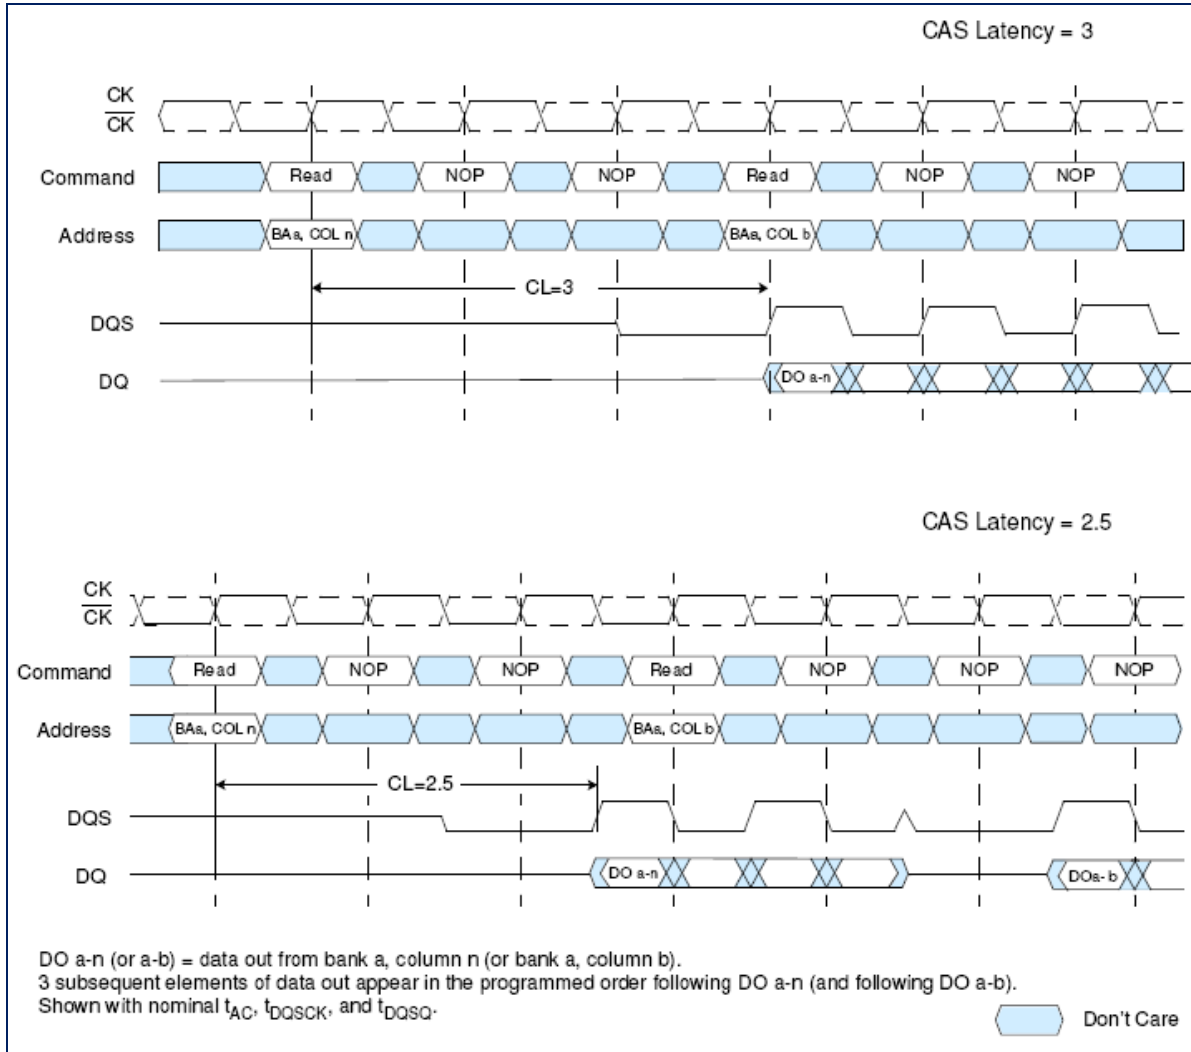 CAS Latency = 3
CK
CK
Command Read NOP NOP Read NOP NOP
Address BAa, COL n BAa, COL b
CL=3
DQS
DQ DO a-n
CAS Latency = 2.5
CK
CK
Command Read NOP NOP Read NOP NOP NOP
Address BAa, COL n BAa, COL b
CL=2.5
DQS
DQ DO a-n DOa- b
DO a-n (or a-b) = data out from bank a, column n (or bank a, column b).
3 subsequent elements of data out appear in the programmed order following DO a-n (and following DO a-b).
Shown with nominal tAC, tDQSCK, and tDQSQ.
Don't Care